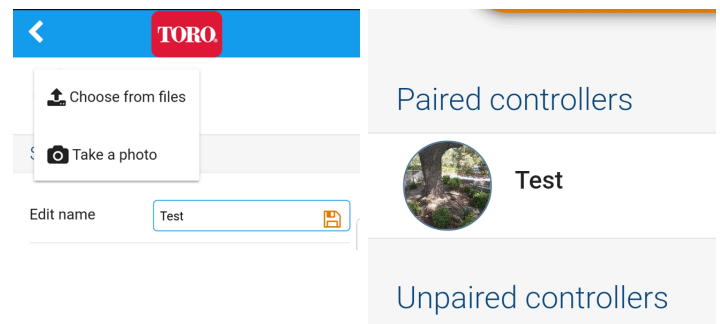 TORO.
Choose from files
Take a photo
Edit name
Test
Paired controllers
Test
Unpaired controllers